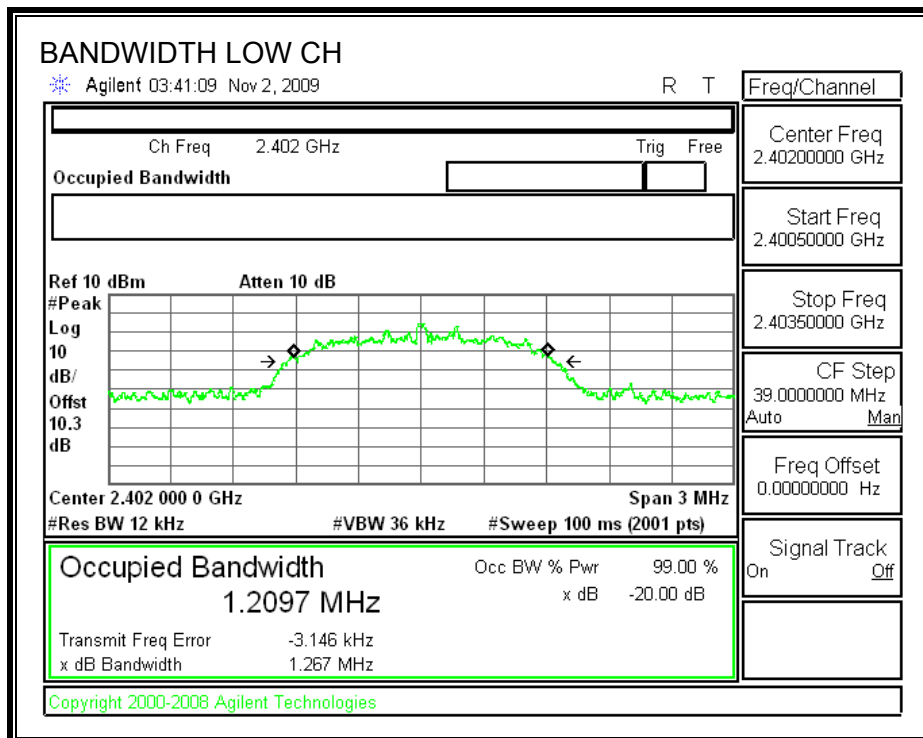 BANDWIDTH LOW CH
Agilent 03:41:09 Nov 2, 2009 R T
Freq/Channel
Ch Freq 2.402 GHz Trig Free
Occupied Bandwidth
Center Freq
2.40200000 GHz
Start Freq
2.40050000 GHz
Stop Freq
2.40350000 GHz
CF Step
39.0000000 MHz
Auto Man
Freq Offset
0.00000000 Hz
Signal Track
On Off
Ref 10 dBm Atten 10 dB
#Peak
Log
10
dB/
Offst
10.3
dB
Center 2.402 000 0 GHz Span 3 MHz
#Res BW 12 kHz #VBW 36 kHz #Sweep 100 ms (2001 pts)
Occupied Bandwidth Occ BW % Pwr 99.00 %
1.2097 MHz x dB -20.00 dB
Transmit Freq Error -3.146 kHz
x dB Bandwidth 1.267 MHz
Copyright 2000-2008 Agilent Technologies